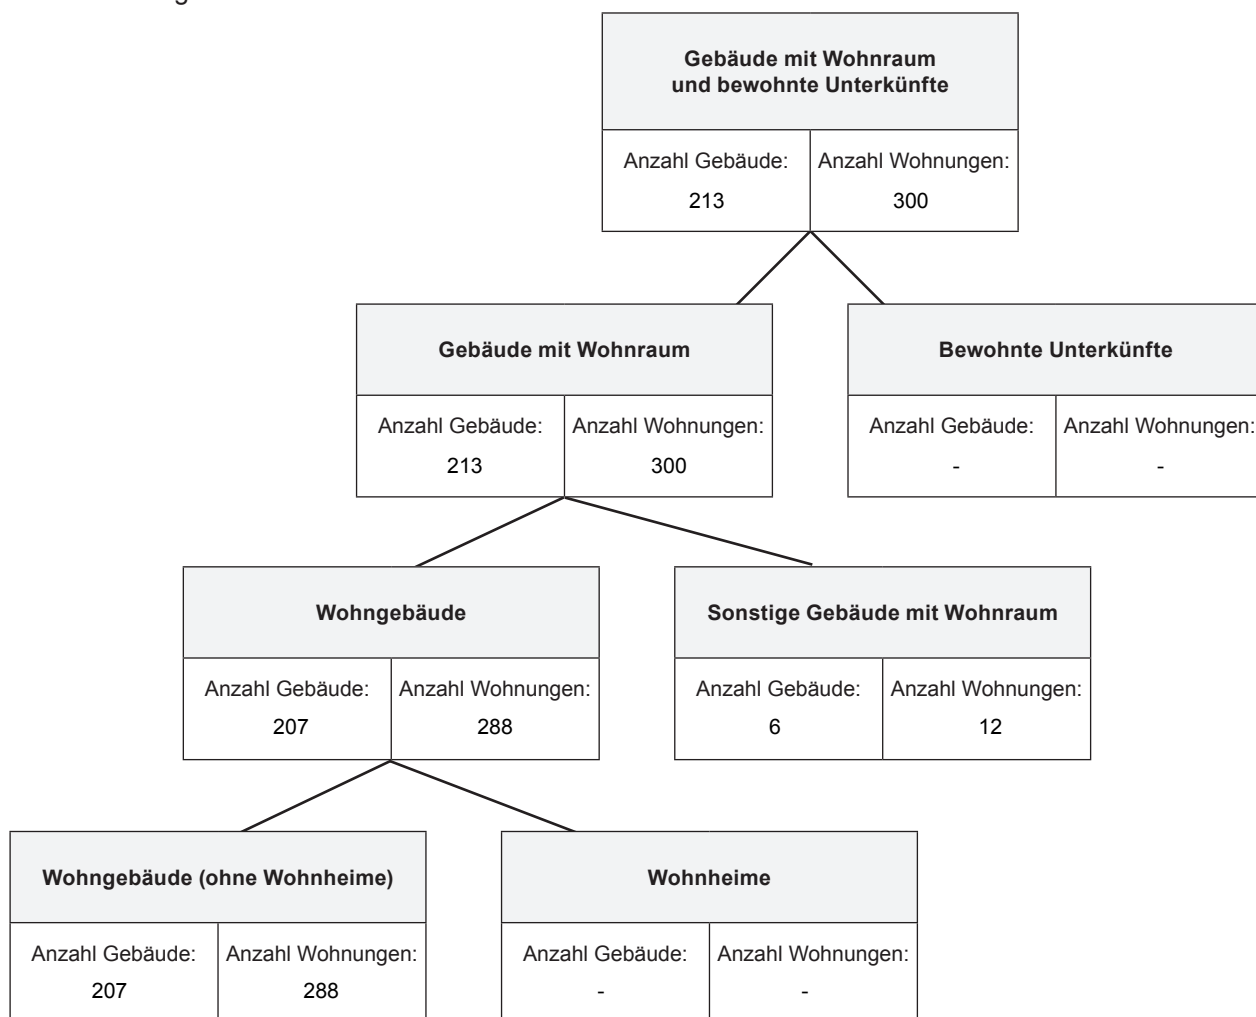 Gebäude mit Wohnraum
und bewohnte Unterkünfte
Anzahl Gebäude: Anzahl Wohnungen:
213 300
Gebäude mit Wohnraum
Anzahl Gebäude: Anzahl Wohnungen:
213 300
Bewohnte Unterkünfte
Anzahl Gebäude: Anzahl Wohnungen:
- -
Wohngebäude
Anzahl Gebäude: Anzahl Wohnungen:
207 288
Sonstige Gebäude mit Wohnraum
Anzahl Gebäude: Anzahl Wohnungen:
6 12
Wohngebäude (ohne Wohnheime)
Anzahl Gebäude: Anzahl Wohnungen:
207 288
Wohnheime
Anzahl Gebäude: Anzahl Wohnungen:
- -